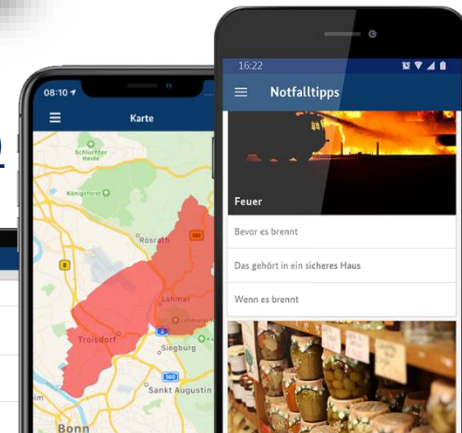 08:10
Karte
Schluchter
Heide
Königsforst
Rösrath
Lohmar
Troisdorf
Siegburg
Sankt Augustin
Bonn
16:22
Notfalltipps
Feuer
Bevor es brennt
Das gehört in ein sicheres Haus
Wenn es brennt